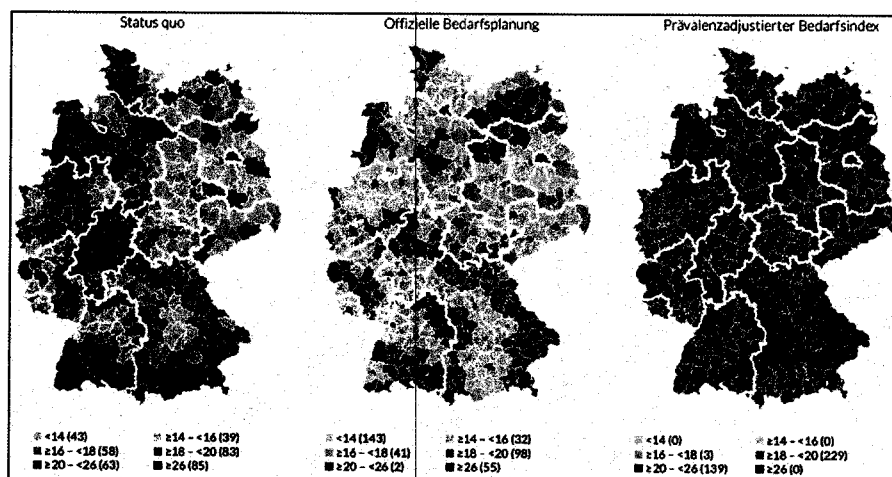 Status quo
Offizielle Bedarfsplanung
Prävalenzadjustierter Bedarfsindex
<14 (43) ≥14 – <16 (39)
≥16 – <18 (58) ≥18 – <20 (83)
≥20 – <26 (63) ≥26 (85)
<14 (143) ≥14 – <16 (32)
≥16 – <18 (41) ≥18 – <20 (98)
≥20 – <26 (2) ≥26 (55)
<14 (0) ≥14 – <16 (0)
≥16 – <18 (3) ≥18 – <20 (229)
≥20 – <26 (139) ≥26 (0)